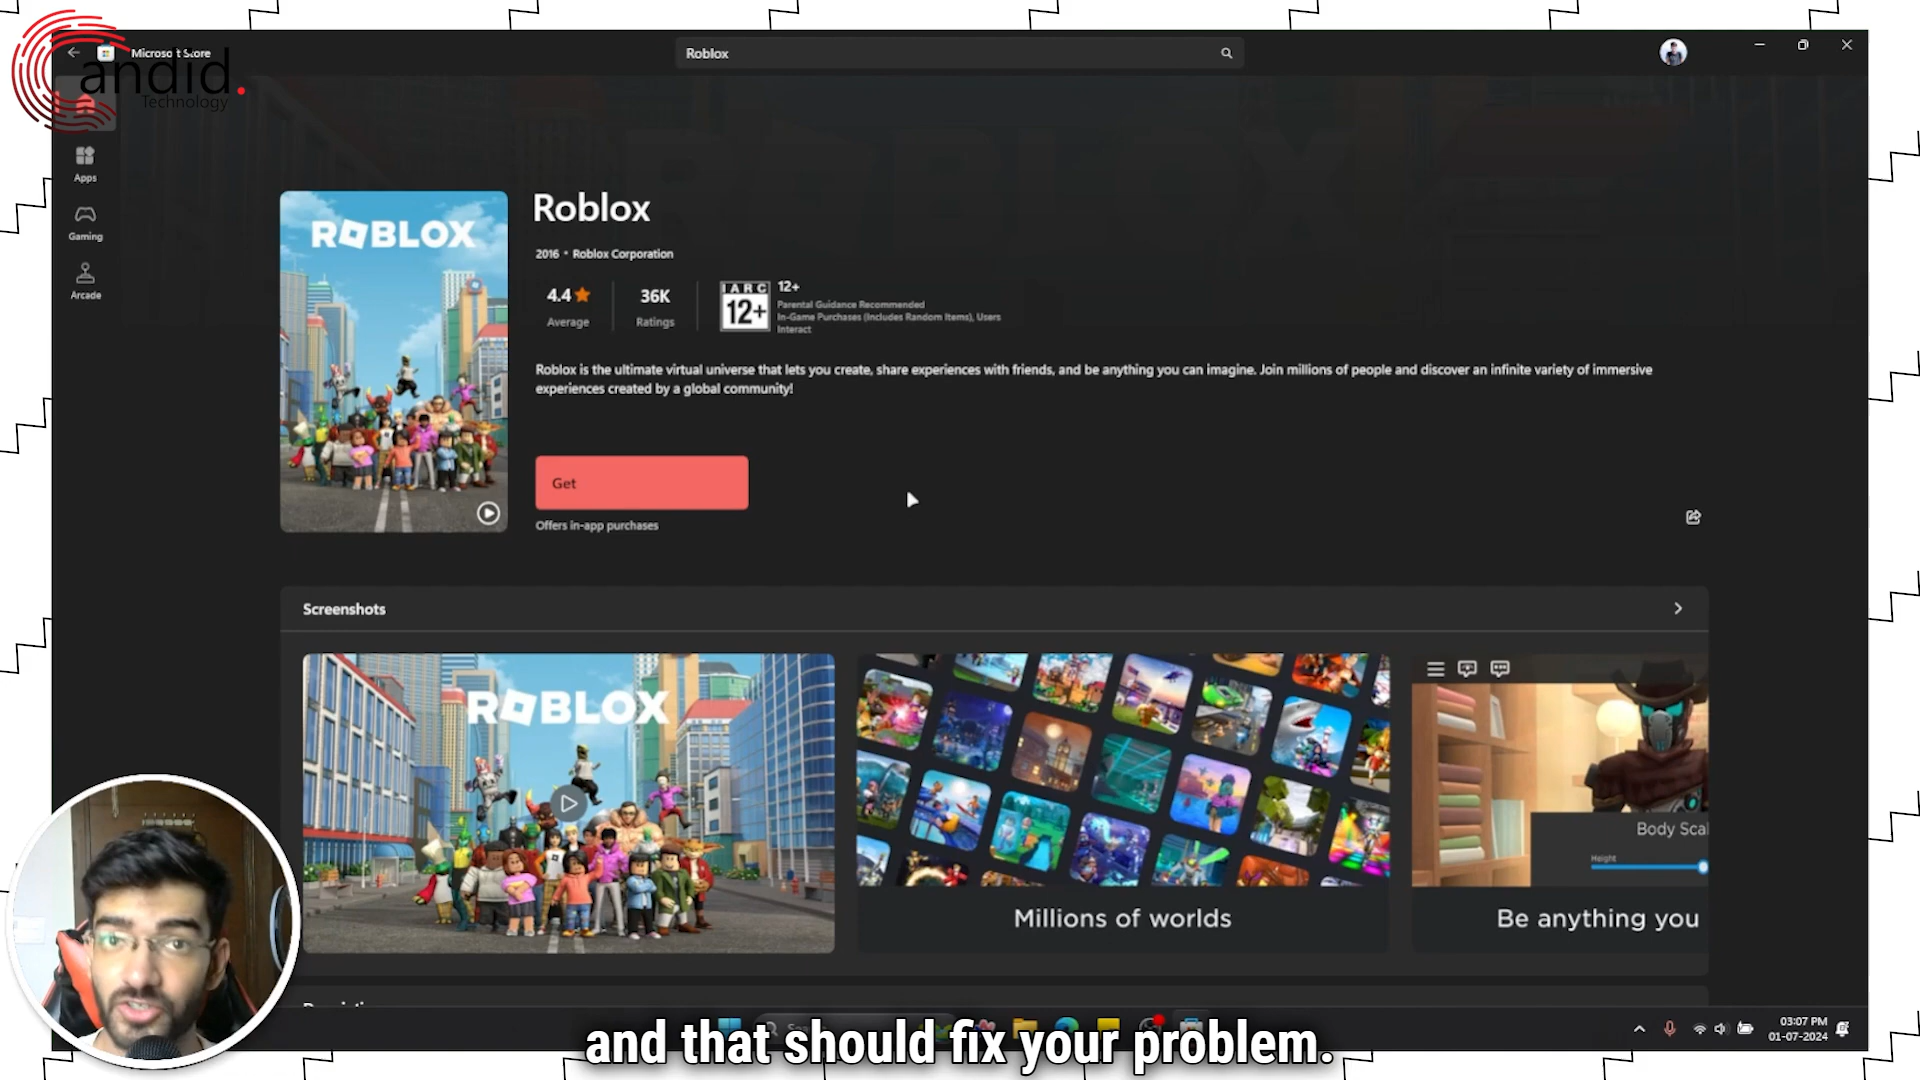 Microsoft Store
Roblox
andid.
Technology
Apps
Gaming
Arcade
ROBLOX
Roblox
2016 • Roblox Corporation
4.4
Average
36K
Ratings
IARC
12+
12+
Parental Guidance Recommended
In-Game Purchases (Includes Random Items), Users
Interact
Roblox is the ultimate virtual universe that lets you create, share experiences with friends, and be anything you can imagine. Join millions of people and discover an infinite variety of immersive
experiences created by a global community!
Get
Offers in-app purchases
Screenshots
ROBLOX
Millions of worlds
Body Scal
Height
Be anything you
03:07 PM
01-07-2024
and that should fix your problem.